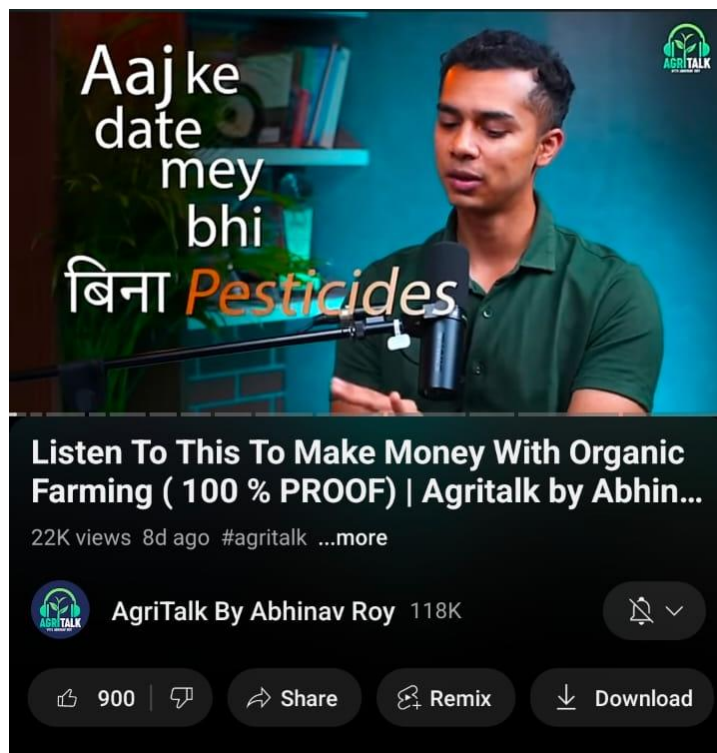 Aaj ke
date
mey
bhi
बिना Pesticides
AGRITALK
Listen To This To Make Money With Organic
Farming ( 100 % PROOF) | Agritalk by Abhin...
22K views 8d ago #agritalk ...more
AGRITALK
AgriTalk By Abhinav Roy 118K
900
Share
Remix
Download